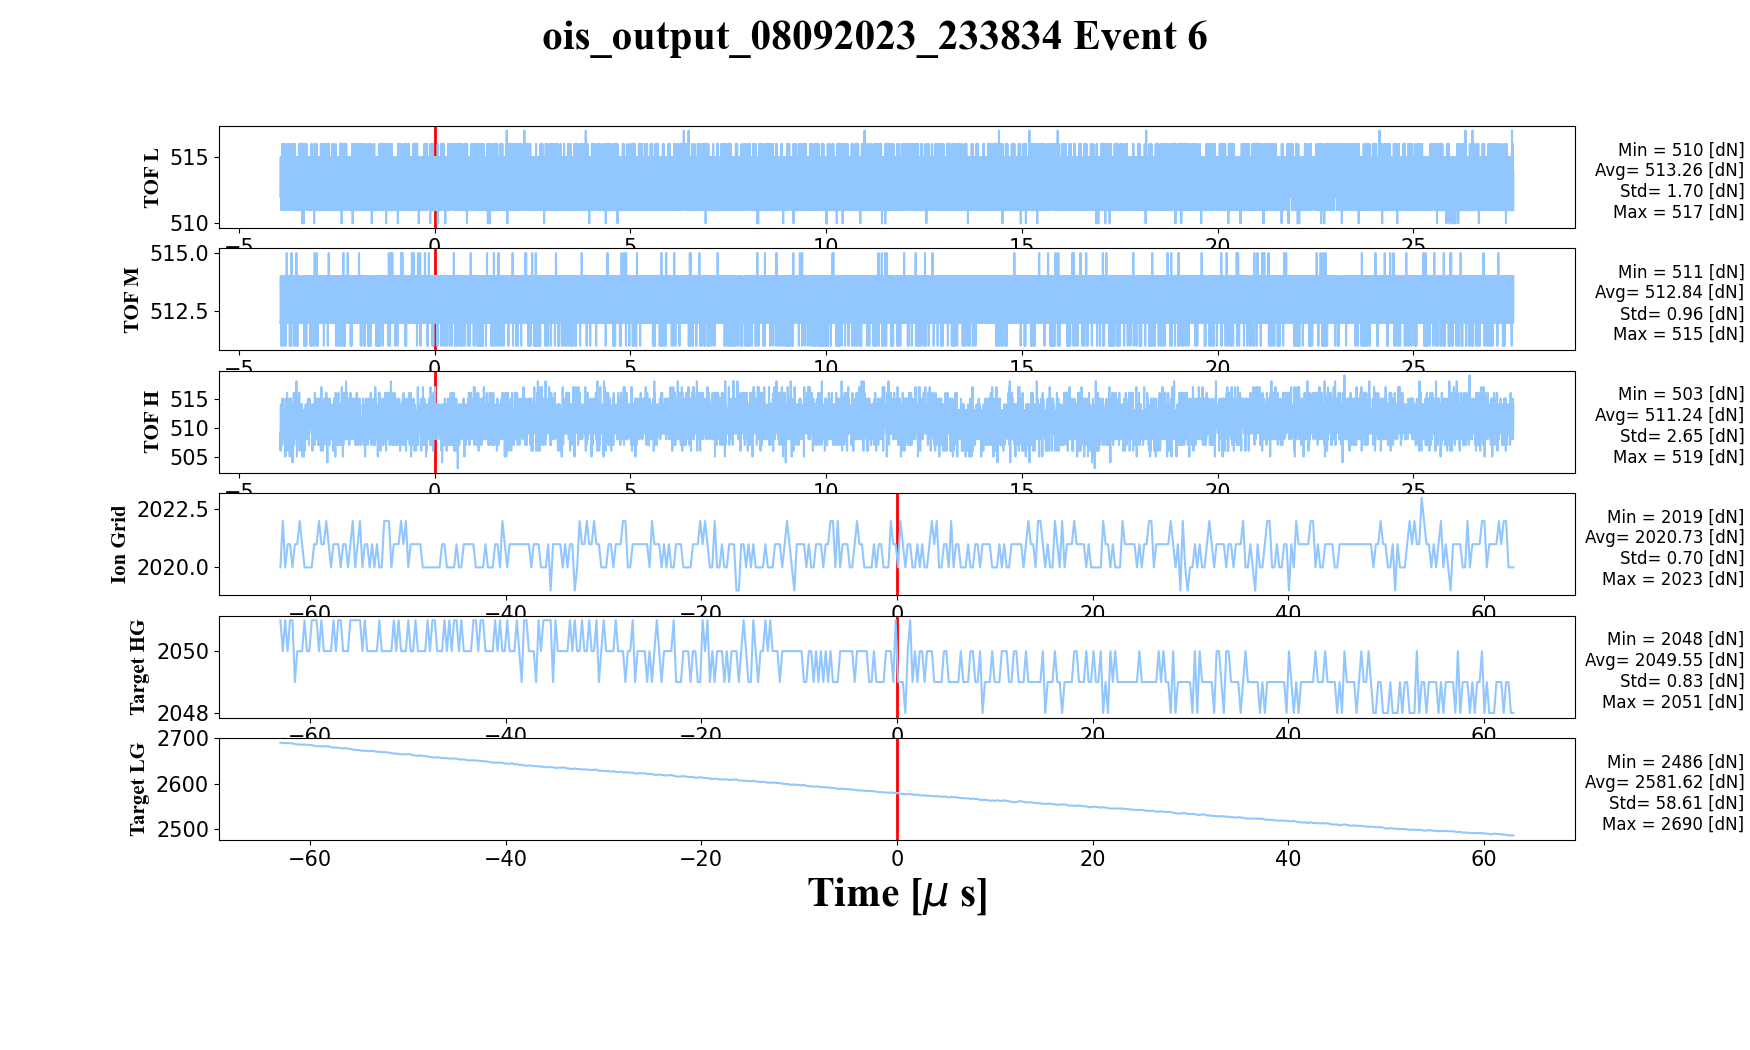 ois_output_08092023_233834 Event 6
TOF L
515
510
−5 0 5 10 15 20 25
Min = 510 [dN]
Avg= 513.26 [dN]
Std= 1.70 [dN]
Max = 517 [dN]
TOF M
515.0
512.5
−5 0 5 10 15 20 25
Min = 511 [dN]
Avg= 512.84 [dN]
Std= 0.96 [dN]
Max = 515 [dN]
TOF H
515
510
505
−5 0 5 10 15 20 25
Min = 503 [dN]
Avg= 511.24 [dN]
Std= 2.65 [dN]
Max = 519 [dN]
Ion Grid
2022.5
2020.0
−60 −40 −20 0 20 40 60
Min = 2019 [dN]
Avg= 2020.73 [dN]
Std= 0.70 [dN]
Max = 2023 [dN]
Target HG
2050
2048
−60 −40 −20 0 20 40 60
Min = 2048 [dN]
Avg= 2049.55 [dN]
Std= 0.83 [dN]
Max = 2051 [dN]
Target LG
2700
2600
2500
−60 −40 −20 0 20 40 60
Min = 2486 [dN]
Avg= 2581.62 [dN]
Std= 58.61 [dN]
Max = 2690 [dN]
Time [μ s]